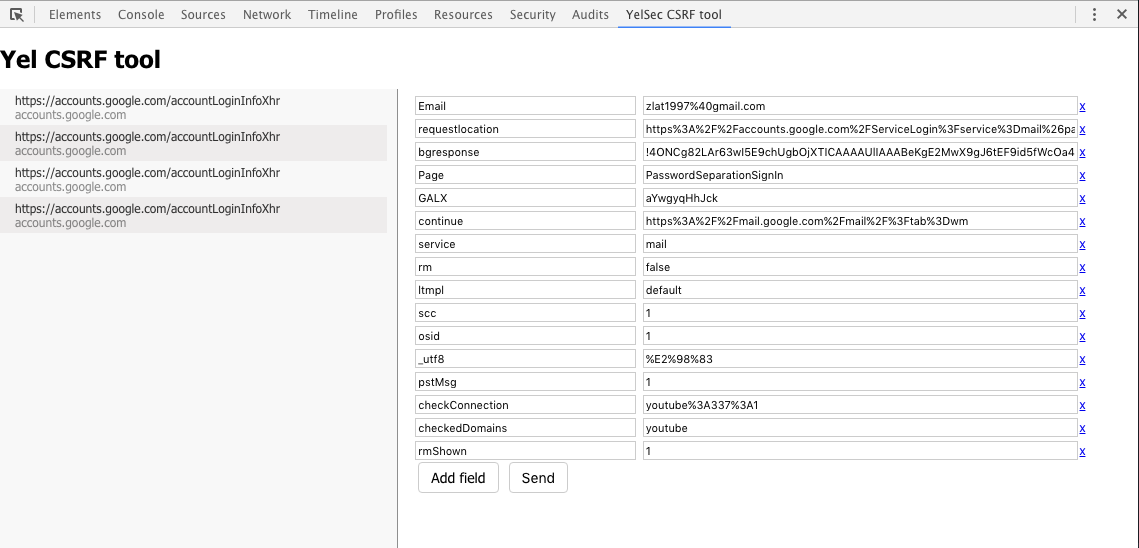 Elements Console Sources Network Timeline Profiles Resources Security Audits YelSec CSRF tool
Yel CSRF tool
https://accounts.google.com/accountLoginInfoXhr
accounts.google.com
https://accounts.google.com/accountLoginInfoXhr
accounts.google.com
https://accounts.google.com/accountLoginInfoXhr
accounts.google.com
https://accounts.google.com/accountLoginInfoXhr
accounts.google.com
Email zlat1997%40gmail.com x
requestlocation https%3A%2F%2Faccounts.google.com%2FServiceLogin%3Fservice%3Dmail%26pa x
bgresponse x
Page PasswordSeparationSignIn x
GALX aYwgyqHhJck x
continue https%3A%2F%2Fmail.google.com%2Fmail%2F%3Ftab%3Dwm x
service mail x
rm false x
ltmpl default x
scc 1 x
osid 1 x
_utf8 %E2%98%83 x
pstMsg 1 x
checkConnection youtube%3A337%3A1 x
checkedDomains youtube x
rmShown 1 x
Add field Send